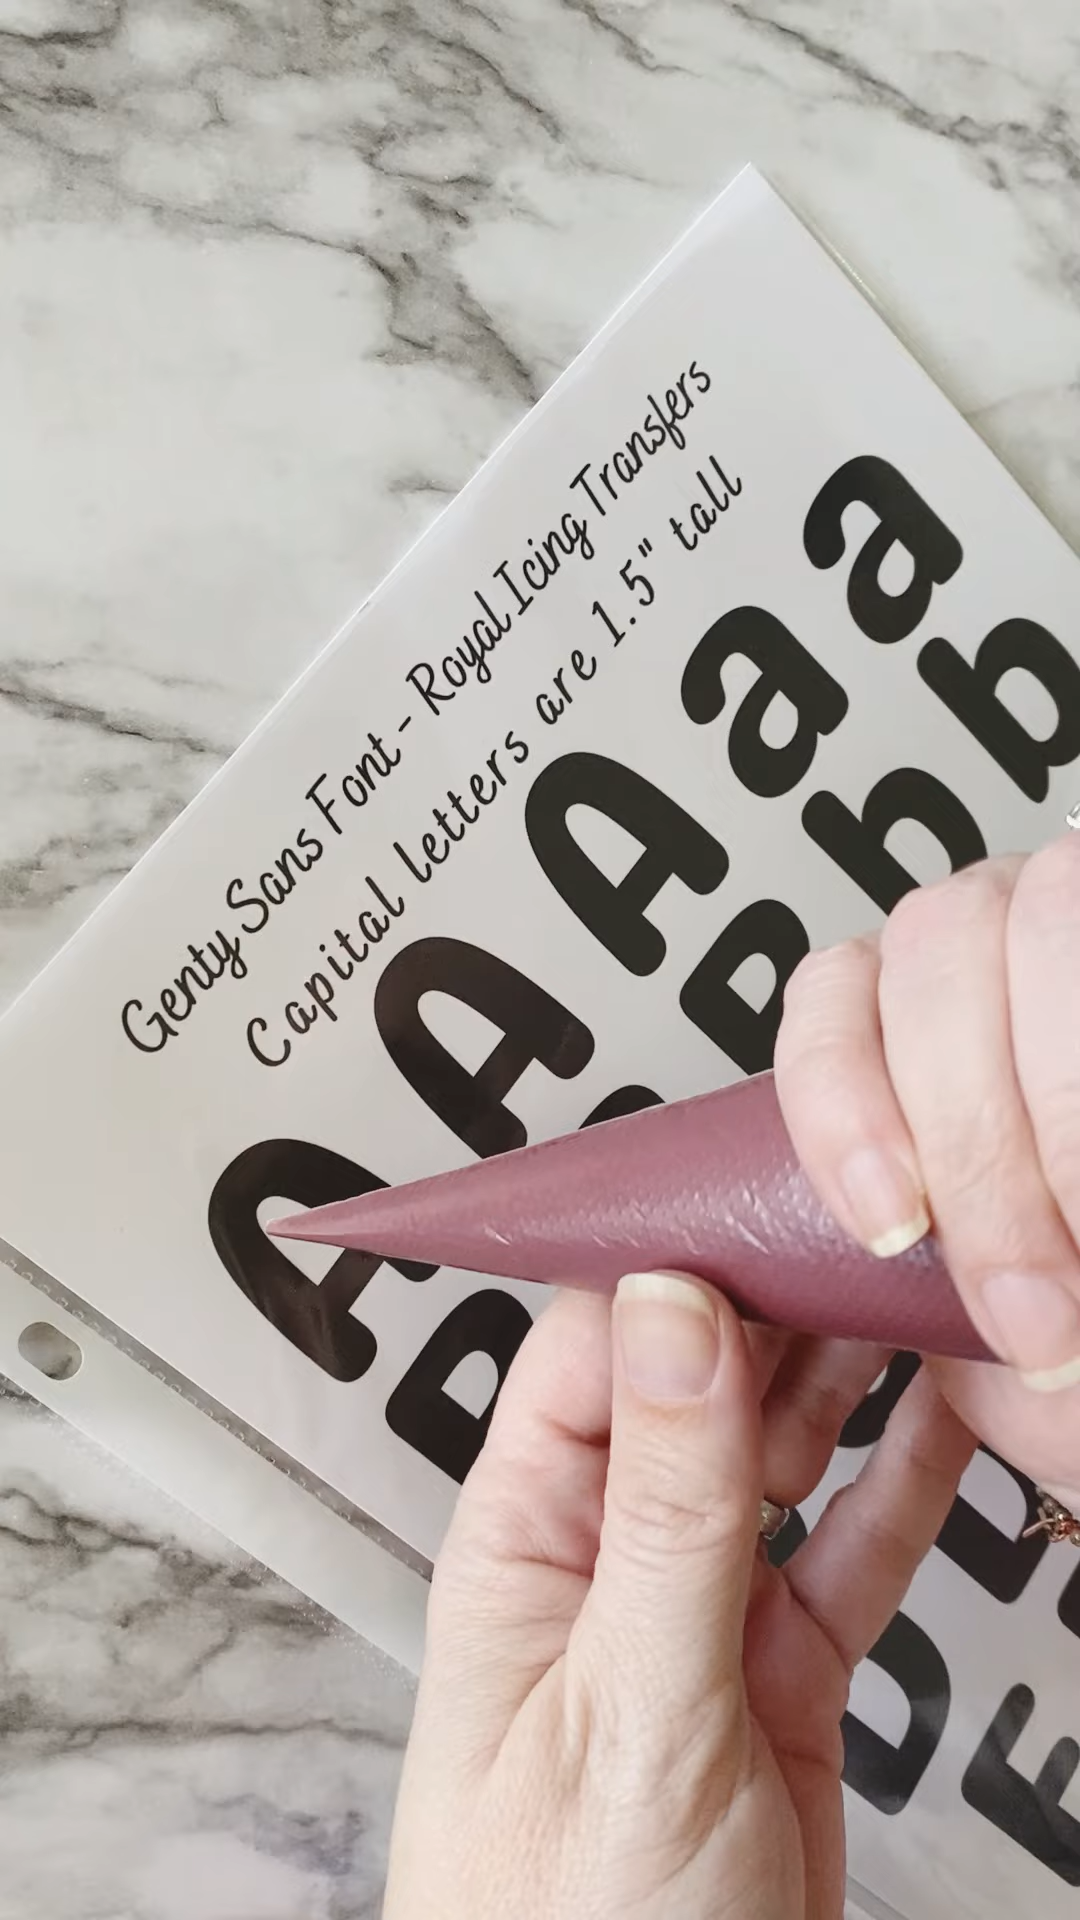 Genty Sans Font - Royal Icing Transfers
Capital letters are 1.5" tall
A A A a a
B B B b b
D D
E